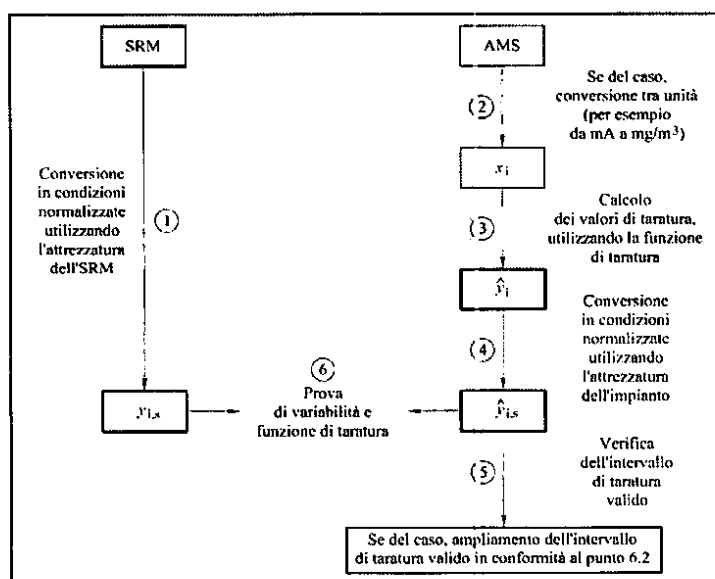 SRM
AMS
Se del caso,
conversione tra unità
(per esempio
da mA a mg/m³)
2
xi
Conversione
in condizioni
normalizzate
utilizzando
l'attrezzatura
dell'SRM
1
Calcolo
dei valori di taratura,
utilizzando la funzione
di taratura
3
ŷi
Conversione
in condizioni
normalizzate
utilizzando
l'attrezzatura
dell'impianto
4
6
Prova
di variabilità e
funzione di taratura
yi,s
ŷi,s
Verifica
dell'intervallo
di taratura
valido
5
Se del caso, ampliamento dell'intervallo
di taratura valido in conformità al punto 6.2